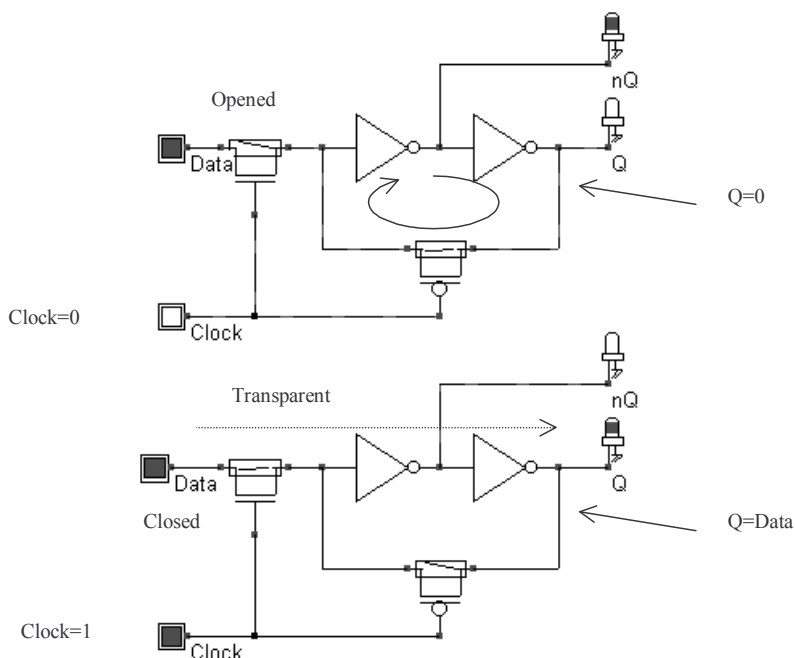 nQ
Opened
Data
Q
Q=0
Clock=0
Clock
nQ
Transparent
Data
Q
Closed
Q=Data
Clock=1
Clock